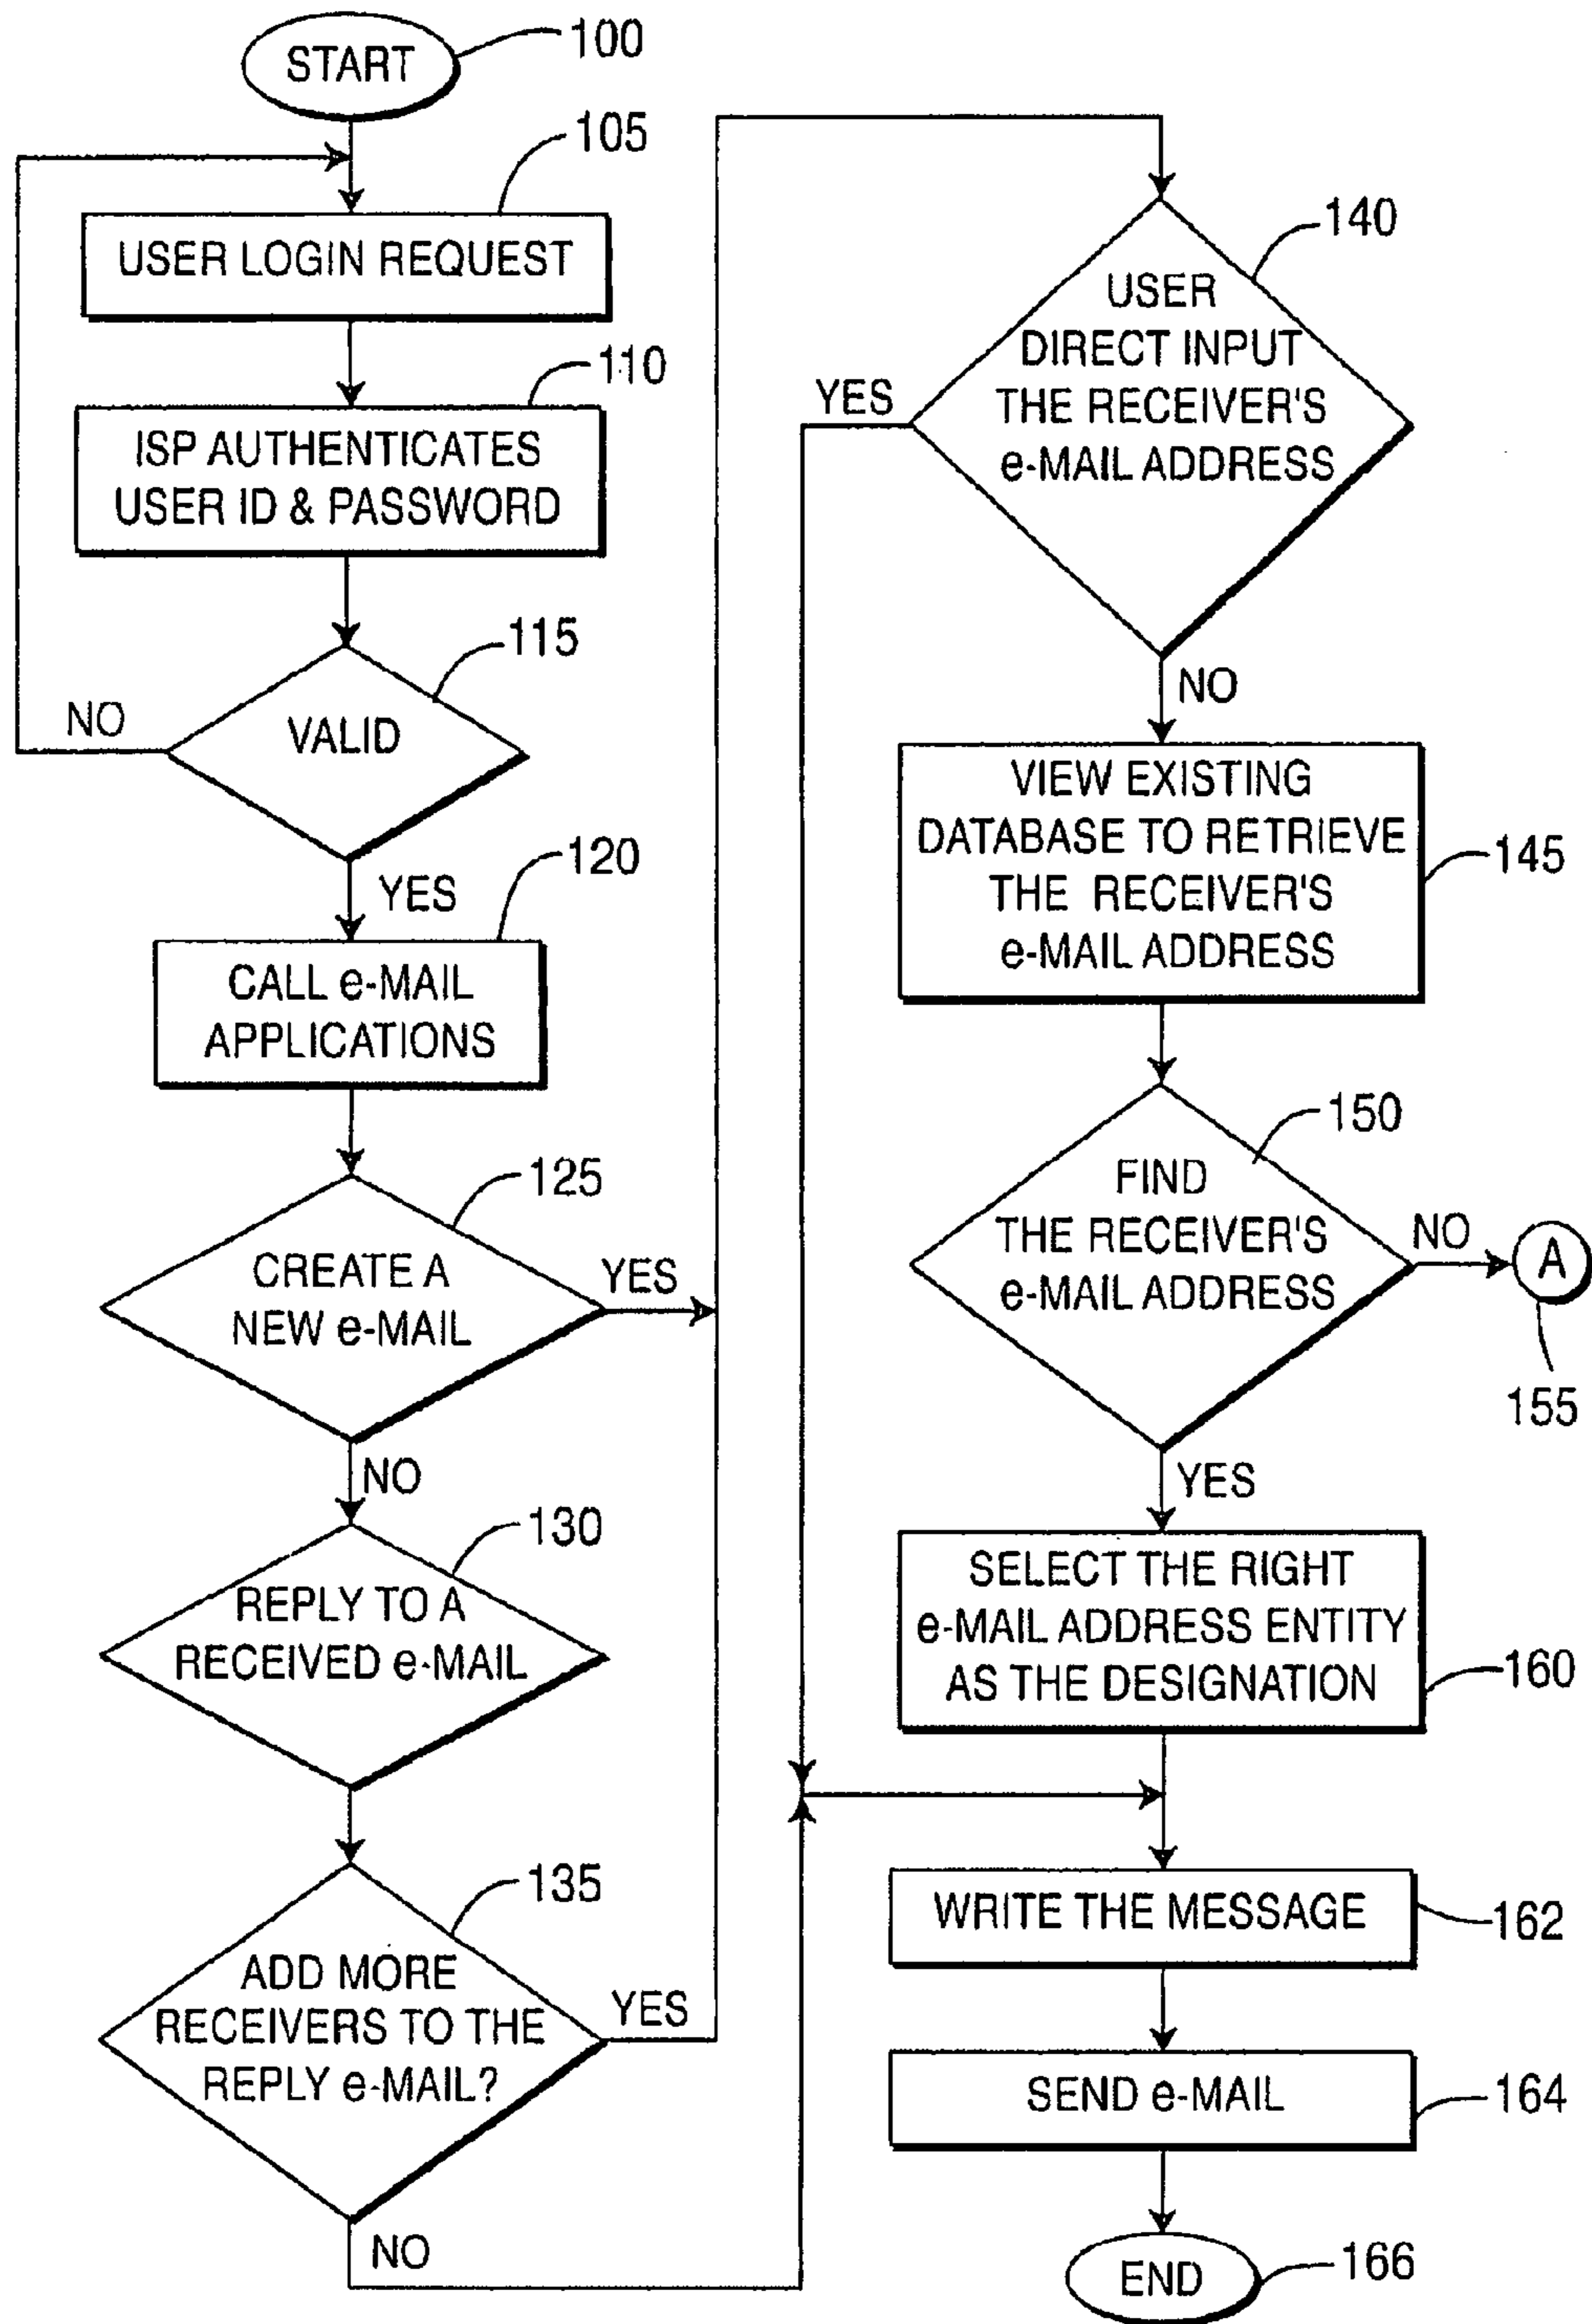 START
100
105
USER LOGIN REQUEST
110
ISP AUTHENTICATES
USER ID & PASSWORD
115
VALID
NO
YES
120
CALL e-MAIL
APPLICATIONS
125
CREATE A
NEW e-MAIL
YES
NO
130
REPLY TO A
RECEIVED e-MAIL
135
ADD MORE
RECEIVERS TO THE
REPLY e-MAIL?
YES
NO
140
USER
DIRECT INPUT
THE RECEIVER'S
e-MAIL ADDRESS
YES
NO
VIEW EXISTING
DATABASE TO RETRIEVE
THE RECEIVER'S
e-MAIL ADDRESS
145
150
FIND
THE RECEIVER'S
e-MAIL ADDRESS
NO
A
155
YES
SELECT THE RIGHT
e-MAIL ADDRESS ENTITY
AS THE DESIGNATION
160
WRITE THE MESSAGE
162
SEND e-MAIL
164
END
166